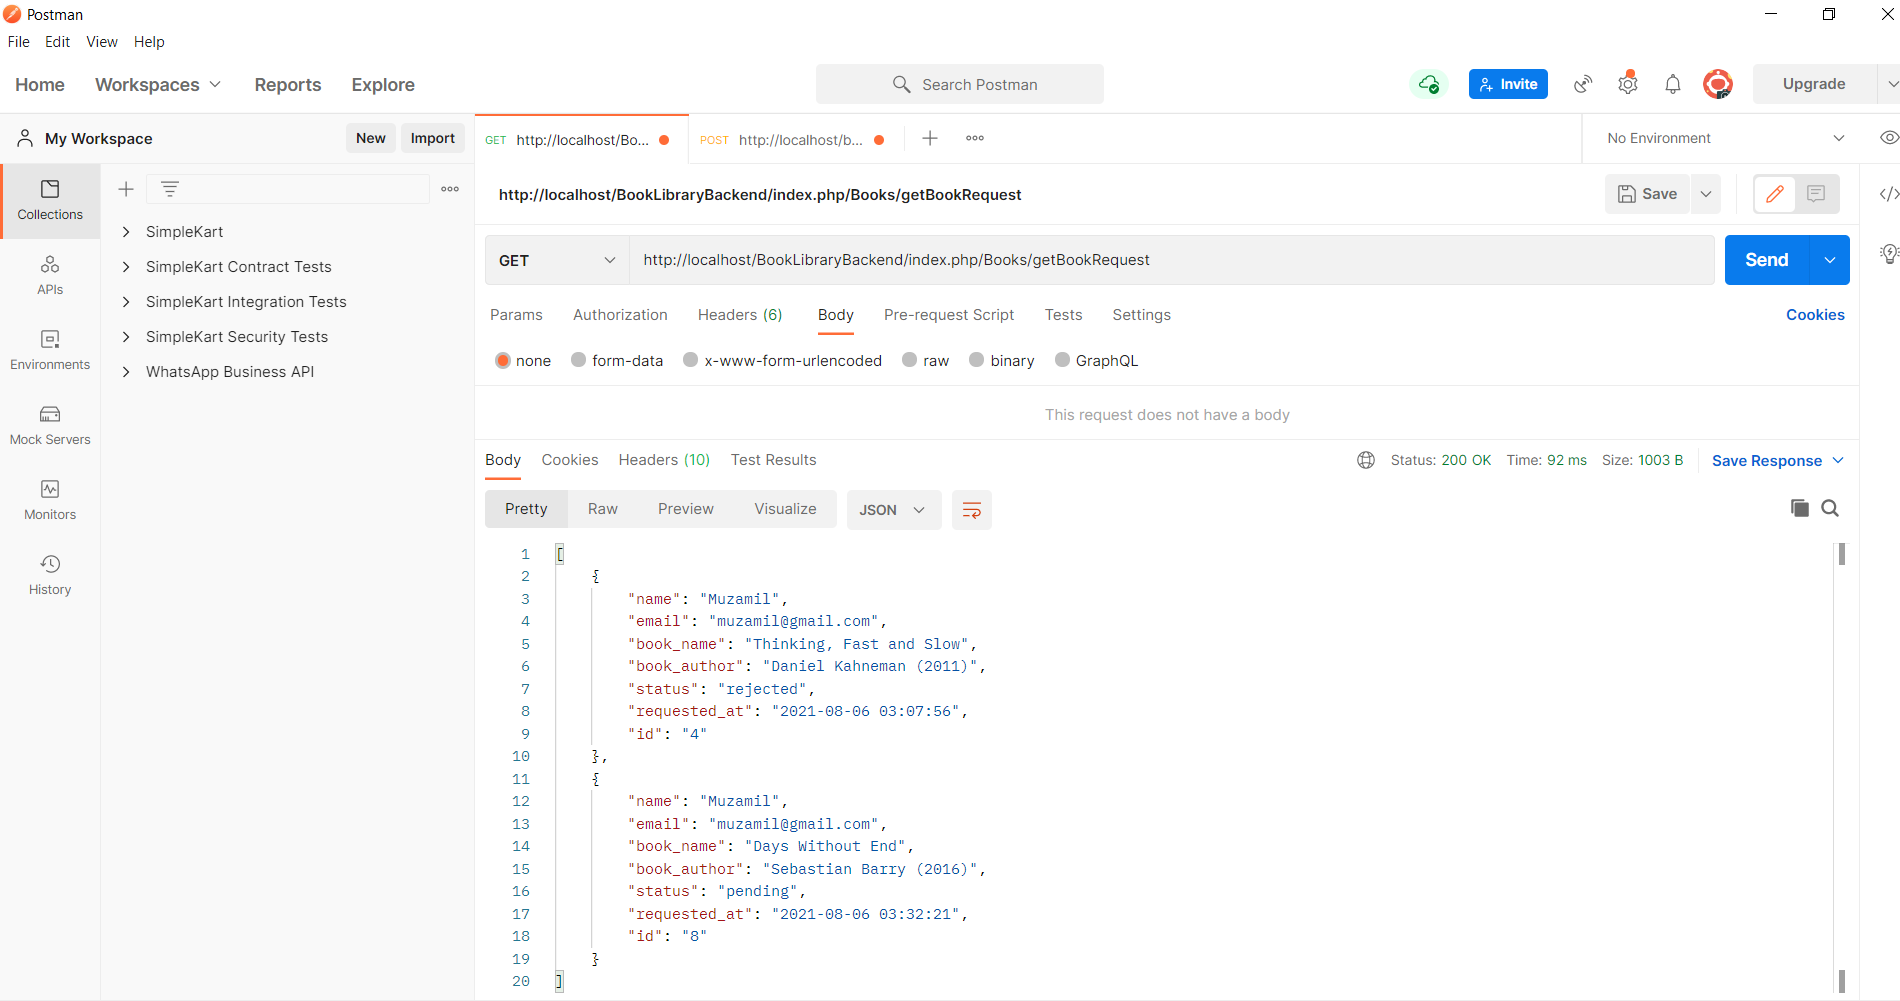 Postman
File Edit View Help
Home Workspaces Reports Explore Search Postman Invite Upgrade
My Workspace New Import GET http://localhost/Bo... POST http://localhost/b... No Environment
http://localhost/BookLibraryBackend/index.php/Books/getBookRequest Save
Collections
APIs
Environments
Mock Servers
Monitors
History
SimpleKart
SimpleKart Contract Tests
SimpleKart Integration Tests
SimpleKart Security Tests
WhatsApp Business API
GET http://localhost/BookLibraryBackend/index.php/Books/getBookRequest Send
Params Authorization Headers (6) Body Pre-request Script Tests Settings Cookies
none form-data x-www-form-urlencoded raw binary GraphQL
This request does not have a body
Body Cookies Headers (10) Test Results Status: 200 OK Time: 92 ms Size: 1003 B Save Response
Pretty Raw Preview Visualize JSON
1 [
2 {
3 "name": "Muzamil",
4 "email": "muzamil@gmail.com",
5 "book_name": "Thinking, Fast and Slow",
6 "book_author": "Daniel Kahneman (2011)",
7 "status": "rejected",
8 "requested_at": "2021-08-06 03:07:56",
9 "id": "4"
10 },
11 {
12 "name": "Muzamil",
13 "email": "muzamil@gmail.com",
14 "book_name": "Days Without End",
15 "book_author": "Sebastian Barry (2016)",
16 "status": "pending",
17 "requested_at": "2021-08-06 03:32:21",
18 "id": "8"
19 }
20 ]